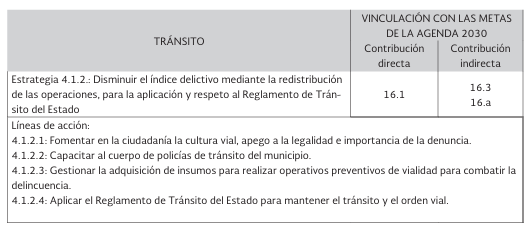 TRÁNSITO
VINCULACIÓN CON LAS METAS
DE LA AGENDA 2030
Contribución
directa
Contribución
indirecta
Estrategia 4.1.2.: Disminuir el índice delictivo mediante la redistribución
de las operaciones, para la aplicación y respeto al Reglamento de Trán-
sito del Estado
16.1
16.3
16.a
Líneas de acción:
4.1.2.1: Fomentar en la ciudadanía la cultura vial, apego a la legalidad e importancia de la denuncia.
4.1.2.2: Capacitar al cuerpo de policías de tránsito del municipio.
4.1.2.3: Gestionar la adquisición de insumos para realizar operativos preventivos de vialidad para combatir la
delincuencia.
4.1.2.4: Aplicar el Reglamento de Tránsito del Estado para mantener el tránsito y el orden vial.